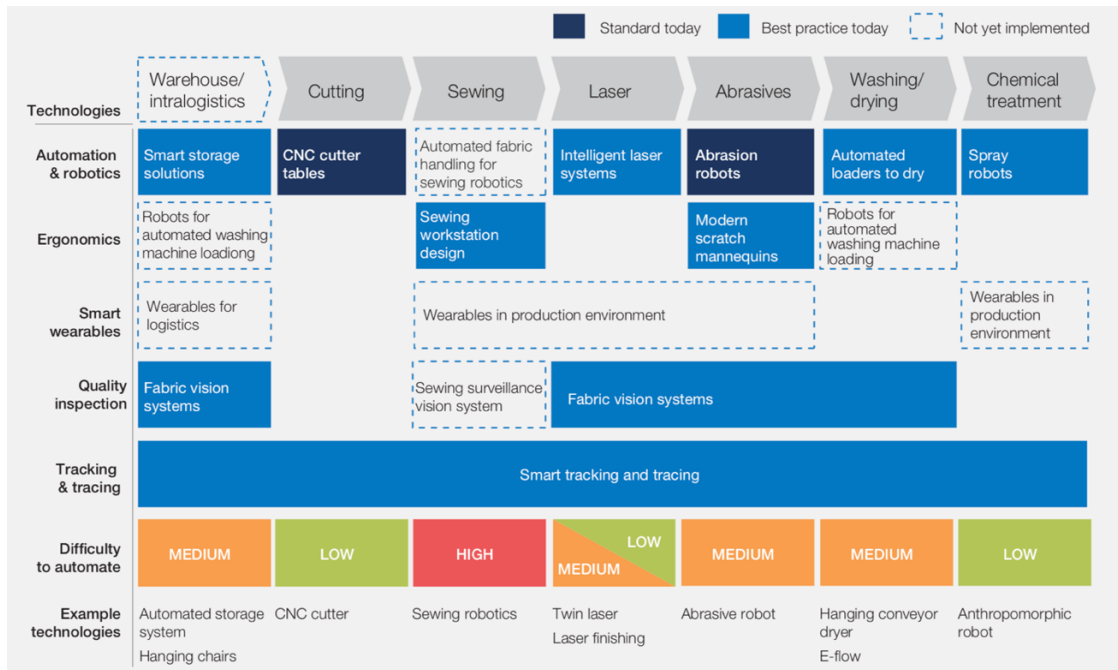 Standard today
Best practice today
Not yet implemented
Technologies
Warehouse/
intralogistics
Cutting
Sewing
Laser
Abrasives
Washing/
drying
Chemical
treatment
Automation
& robotics
Smart storage
solutions
CNC cutter
tables
Automated fabric
handling for
sewing robotics
Intelligent laser
systems
Abrasion
robots
Automated
loaders to dry
Spray
robots
Ergonomics
Robots for
automated washing
machine loadiong
Sewing
workstation
design
Modern
scratch
mannequins
Robots for
automated
washing machine
loading
Smart
wearables
Wearables for
logistics
Wearables in production environment
Wearables in
production
environment
Quality
inspection
Fabric vision
systems
Sewing surveillance
vision system
Fabric vision systems
Tracking
& tracing
Smart tracking and tracing
Difficulty
to automate
MEDIUM
LOW
HIGH
LOW
MEDIUM
MEDIUM
MEDIUM
LOW
Example
technologies
Automated storage
system
Hanging chairs
CNC cutter
Sewing robotics
Twin laser
Laser finishing
Abrasive robot
Hanging conveyor
dryer
E-flow
Anthropomorphic
robot